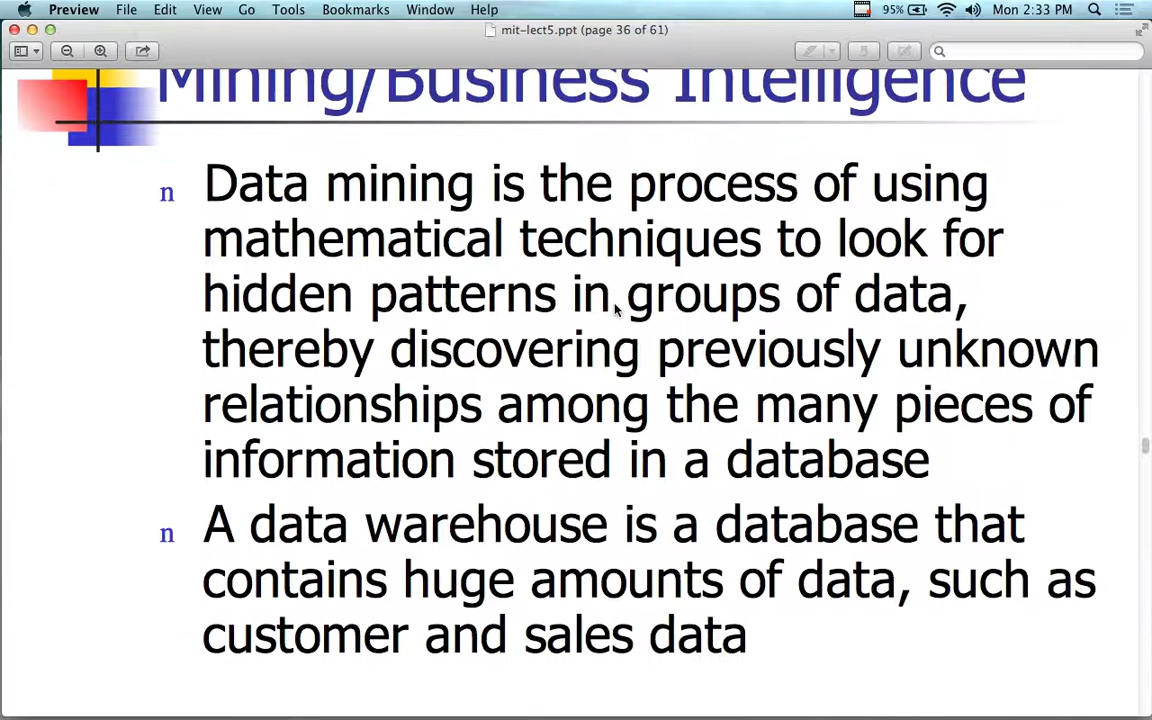 Preview File Edit View Go Tools Bookmarks Window Help 95% Mon 2:33 PM
mit-lect5.ppt (page 36 of 61)
Mining/Business Intelligence
n Data mining is the process of using
mathematical techniques to look for
hidden patterns in groups of data,
thereby discovering previously unknown
relationships among the many pieces of
information stored in a database
n A data warehouse is a database that
contains huge amounts of data, such as
customer and sales data